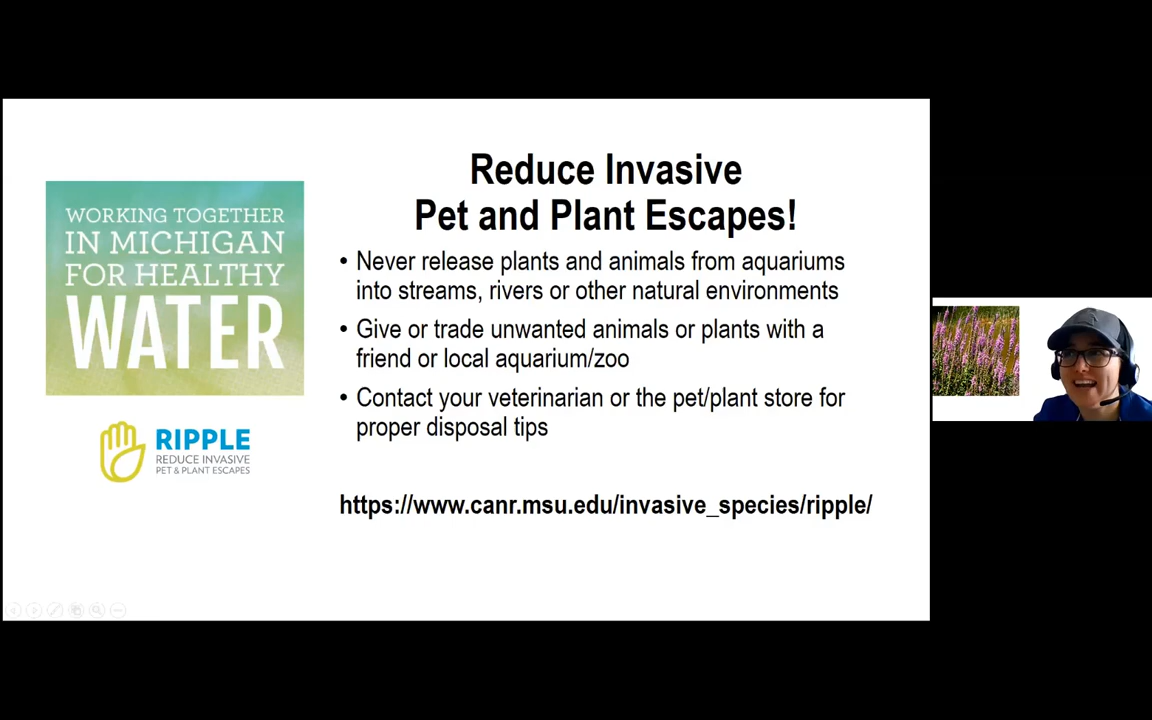 WORKING TOGETHER
IN MICHIGAN
FOR HEALTHY
WATER
RIPPLE
REDUCE INVASIVE
PET & PLANT ESCAPES
Reduce Invasive
Pet and Plant Escapes!
• Never release plants and animals from aquariums
into streams, rivers or other natural environments
• Give or trade unwanted animals or plants with a
friend or local aquarium/zoo
• Contact your veterinarian or the pet/plant store for
proper disposal tips
https://www.canr.msu.edu/invasive_species/ripple/